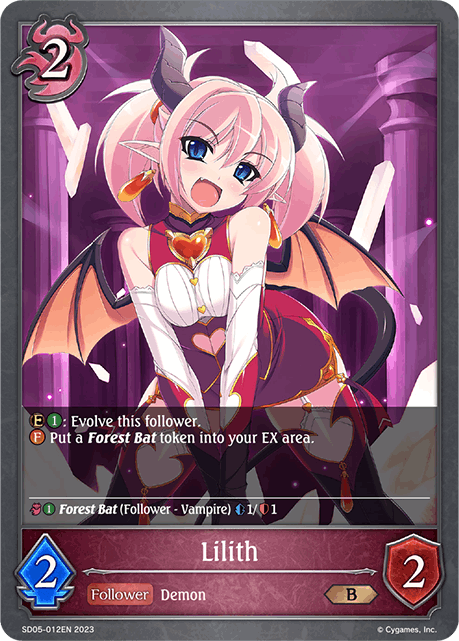 2
E 1: Evolve this follower.
F Put a Forest Bat token into your EX area.
1 Forest Bat (Follower - Vampire) 1/1
Lilith
2
2
Follower Demon
B
SD05-012EN 2023
© Cygames, Inc.